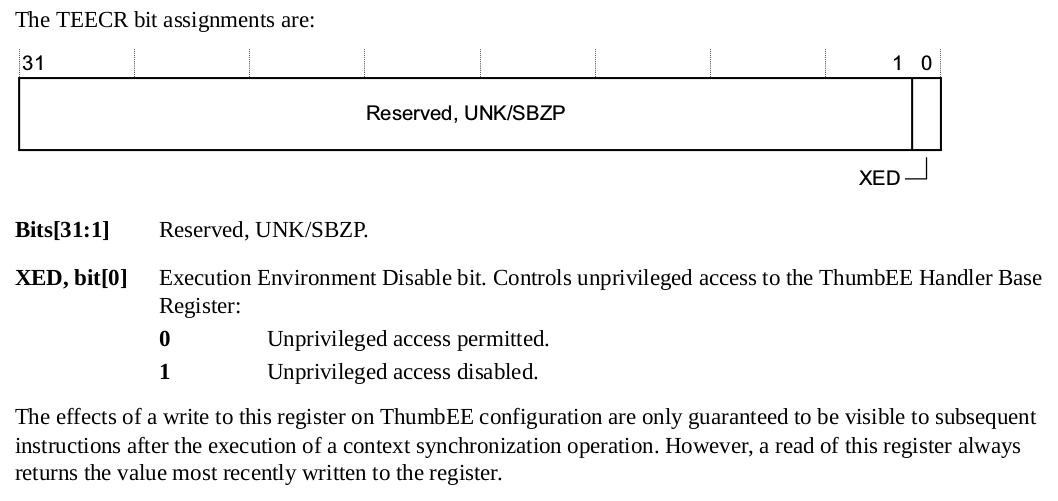 The TEECR bit assignments are:
31 1 0
Reserved, UNK/SBZP
XED
Bits[31:1] Reserved, UNK/SBZP.
XED, bit[0] Execution Environment Disable bit. Controls unprivileged access to the ThumbEE Handler Base
Register:
0 Unprivileged access permitted.
1 Unprivileged access disabled.
The effects of a write to this register on ThumbEE configuration are only guaranteed to be visible to subsequent
instructions after the execution of a context synchronization operation. However, a read of this register always
returns the value most recently written to the register.